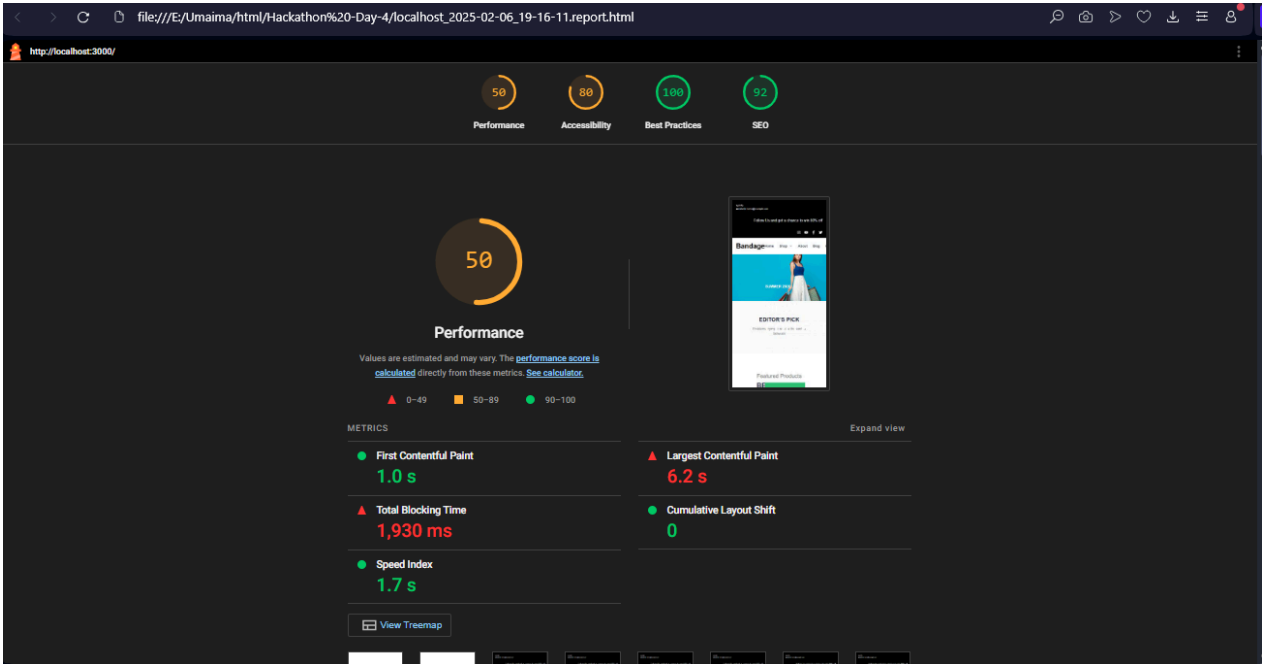 file:///E:/Umaima/html/Hackathon%20-Day-4/localhost_2025-02-06_19-16-11.report.html
http://localhost:3000/
50
80
100
92
Performance
Accessibility
Best Practices
SEO
50
Performance
Values are estimated and may vary. The performance score is
calculated directly from these metrics. See calculator.
0–49
50–89
90–100
Bandage
Home Shop About Blog
EDITOR'S PICK
Featured Products
METRICS
Expand view
First Contentful Paint
1.0 s
Largest Contentful Paint
6.2 s
Total Blocking Time
1,930 ms
Cumulative Layout Shift
0
Speed Index
1.7 s
View Treemap